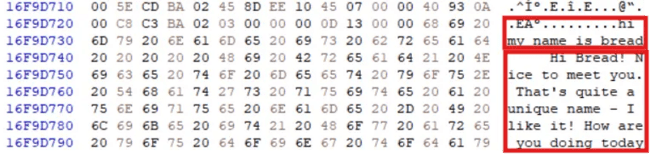 16F9D710 00 5E CD BA 02 45 8D EE 10 45 07 00 00 40 93 0A .^ͺ.E.î.E...@“.
16F9D720 00 C8 C3 BA 02 03 00 00 00 0D 13 00 00 68 69 20 .Èú.........hi
16F9D730 6D 79 20 6E 61 6D 65 20 69 73 20 62 72 65 61 64 my name is bread
16F9D740 20 20 20 20 20 48 69 20 42 72 65 61 64 21 20 4E Hi Bread! N
16F9D750 69 63 65 20 74 6F 20 6D 65 65 74 20 79 6F 75 2E ice to meet you.
16F9D760 20 54 68 61 74 27 73 20 71 75 69 74 65 20 61 20 That's quite a
16F9D770 75 6E 69 71 75 65 20 6E 61 6D 65 20 2D 20 49 20 unique name - I
16F9D780 6C 69 6B 65 20 69 74 21 20 48 6F 77 20 61 72 65 like it! How are
16F9D790 20 79 6F 75 20 64 6F 69 6E 67 20 74 6F 64 61 79 you doing today